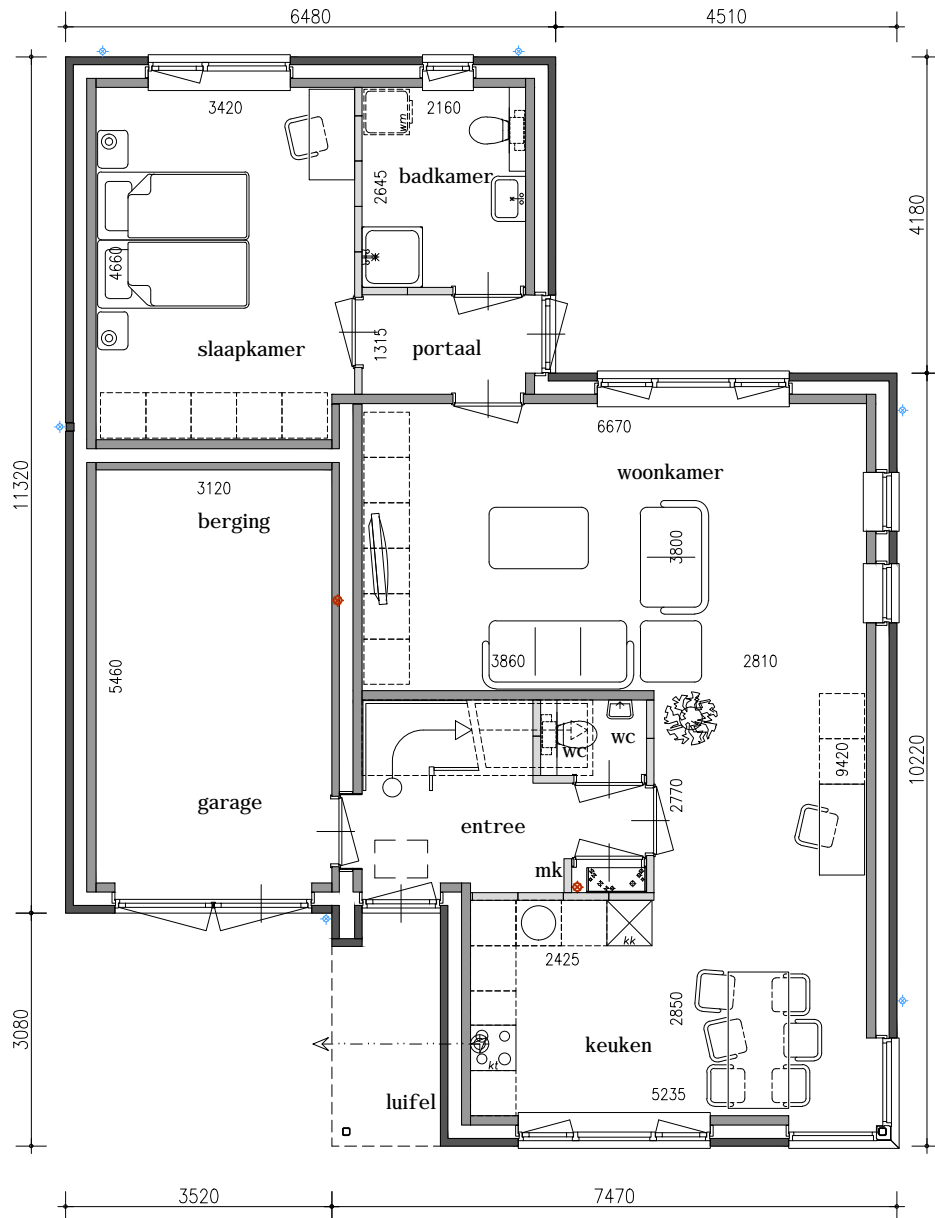 6480
4510
3420
2160
wm
badkamer
2645
4180
4660
slaapkamer
1315
portaal
6670
woonkamer
11320
3120
berging
3800
5460
3860
2810
wc
wc
9420
10220
garage
entree
2770
mk
kk
2425
2850
3080
keuken
kt
luifel
5235
3520
7470